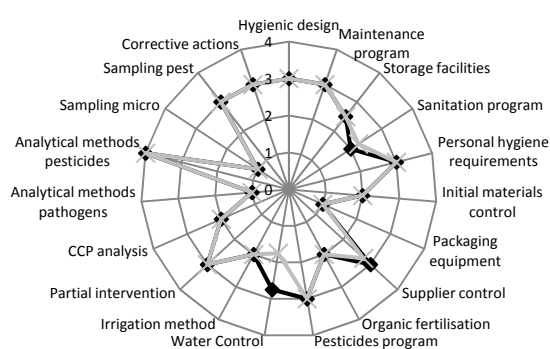 Hygienic design
Maintenance
program
Storage facilities
Sanitation program
Personal hygiene
requirements
Initial materials
control
Packaging
equipment
Supplier control
Organic fertilisation
Pesticides program
Water Control
Irrigation method
Partial intervention
CCP analysis
Analytical methods
pathogens
Analytical methods
pesticides
Sampling micro
Sampling pest
Corrective actions
4
3
2
1
0